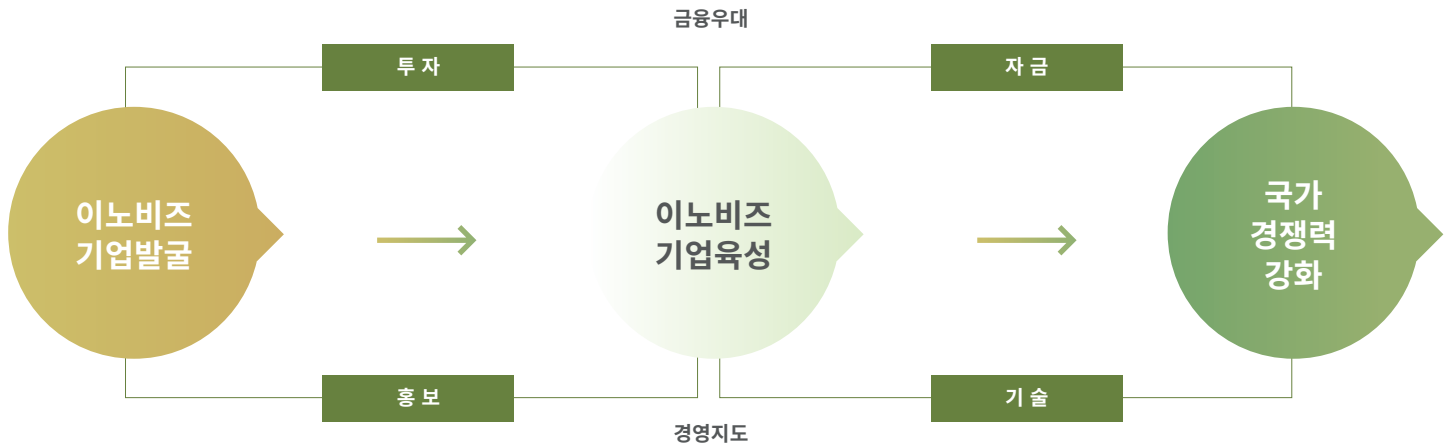 금융우대
투 자
자 금
이노비즈
기업발굴
이노비즈
기업육성
국가
경쟁력
강화
홍 보
기 술
경영지도